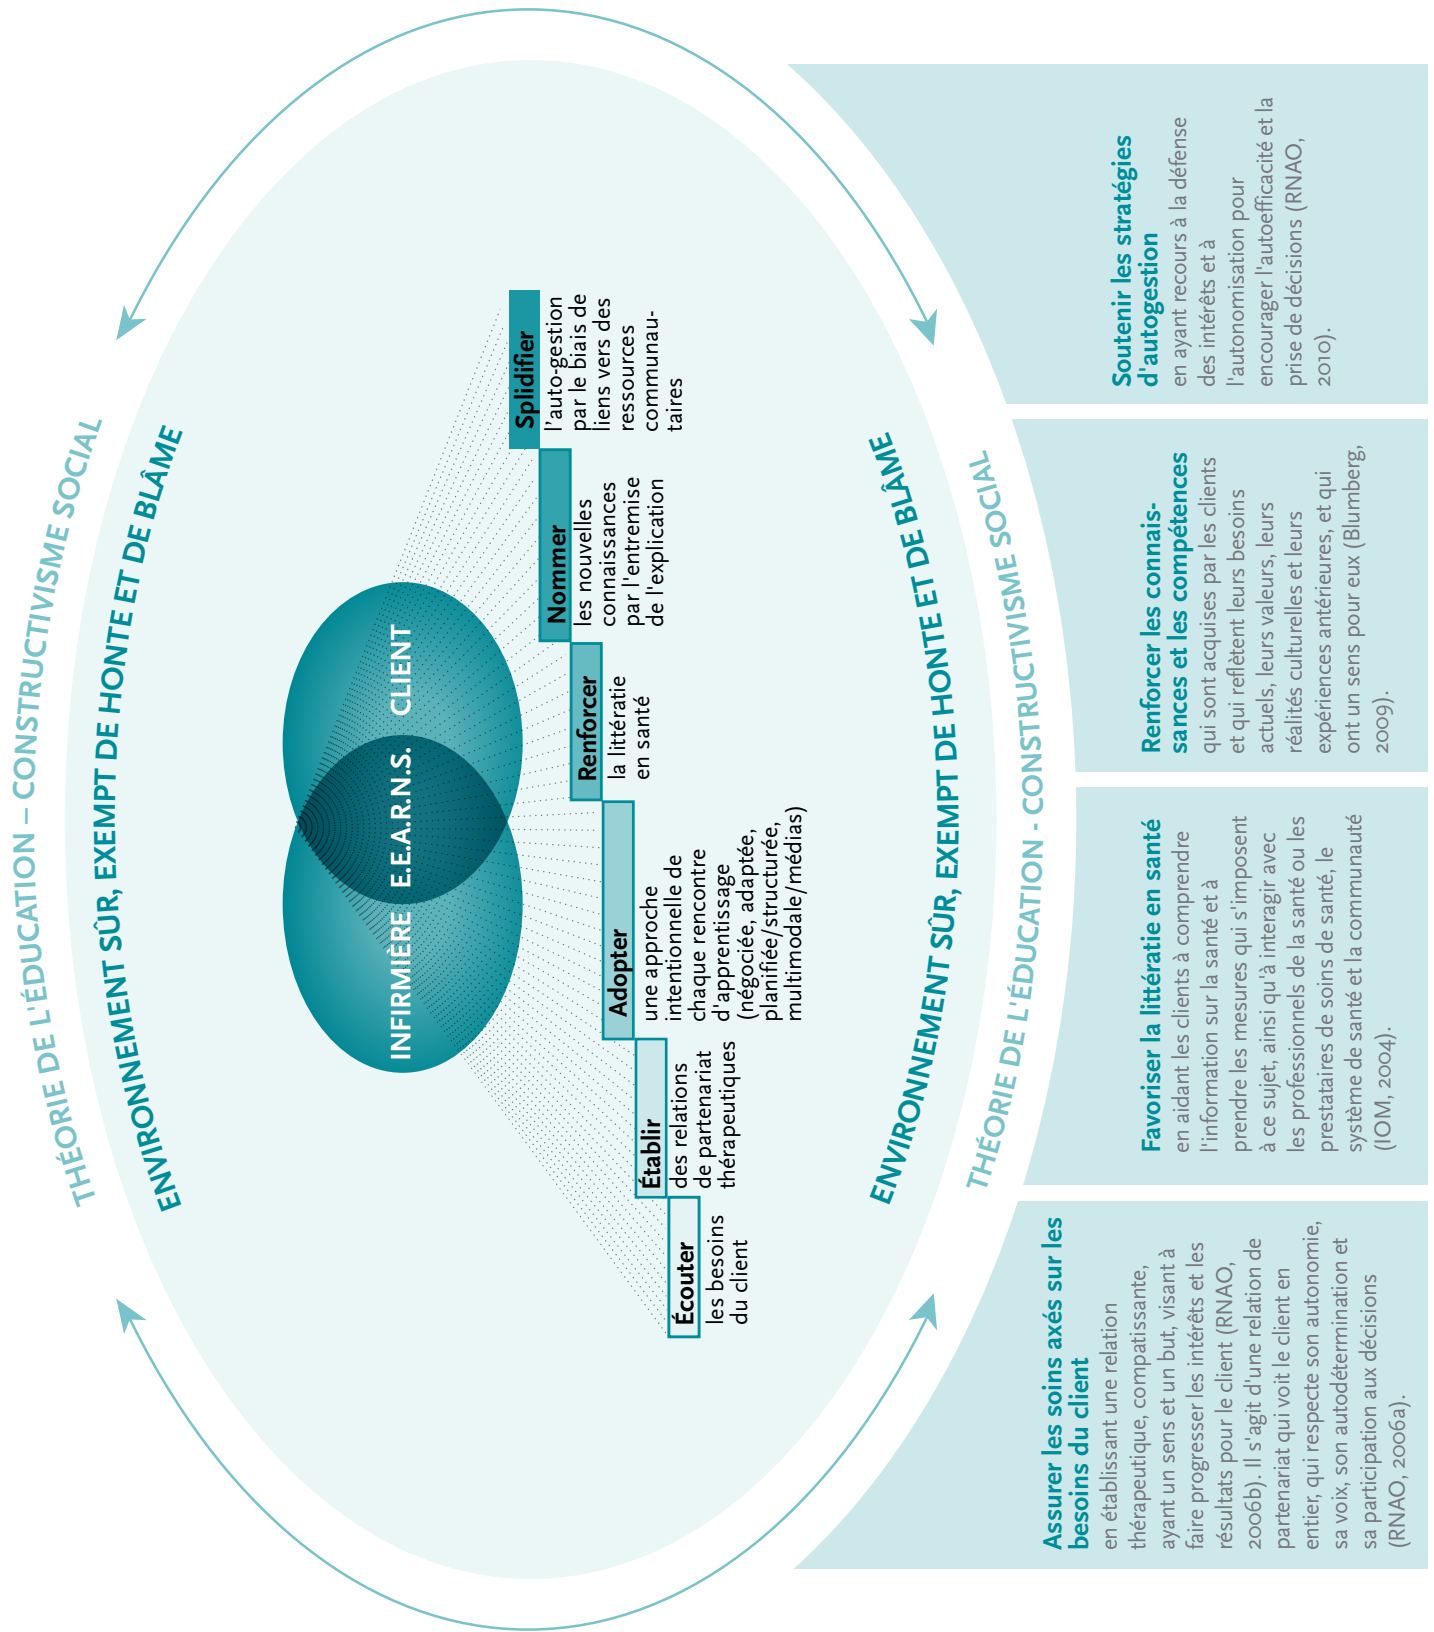 THÉORIE DE L'ÉDUCATION – CONSTRUCTIVISME SOCIAL
ENVIRONNEMENT SÛR, EXEMPT DE HONTE ET DE BLÂME
INFIRMIÈRE E.E.A.R.N.S. CLIENT
Écouter
les besoins
du client
Établir
des relations
de partenariat
thérapeutiques
Adopter
une approche
intentionnelle de
chaque rencontre
d'apprentissage
(négociée, adaptée,
planifiée/structurée,
multimodale/médias)
Renforcer
la littératie
en santé
Nommer
les nouvelles
connaissances
par l'entremise
de l'explication
Splidifier
l'auto-gestion
par le biais de
liens vers des
ressources
communau-
taires
ENVIRONNEMENT SÛR, EXEMPT DE HONTE ET DE BLÂME
THÉORIE DE L'ÉDUCATION - CONSTRUCTIVISME SOCIAL
Assurer les soins axés sur les
besoins du client
en établissant une relation
thérapeutique, compatissante,
ayant un sens et un but, visant à
faire progresser les intérêts et les
résultats pour le client (RNAO,
2006b). Il s'agit d'une relation de
partenariat qui voit le client en
entier, qui respecte son autonomie,
sa voix, son autodétermination et
sa participation aux décisions
(RNAO, 2006a).
Favoriser la littératie en santé
en aidant les clients à comprendre
l'information sur la santé et à
prendre les mesures qui s'imposent
à ce sujet, ainsi qu'à interagir avec
les professionnels de la santé ou les
prestataires de soins de santé, le
système de santé et la communauté
(IOM, 2004).
Renforcer les connais-
sances et les compétences
qui sont acquises par les clients
et qui reflètent leurs besoins
actuels, leurs valeurs, leurs
réalités culturelles et leurs
expériences antérieures, et qui
ont un sens pour eux (Blumberg,
2009).
Soutenir les stratégies
d'autogestion
en ayant recours à la défense
des intérêts et à
l'autonomisation pour
encourager l'autoefficacité et la
prise de décisions (RNAO,
2010).